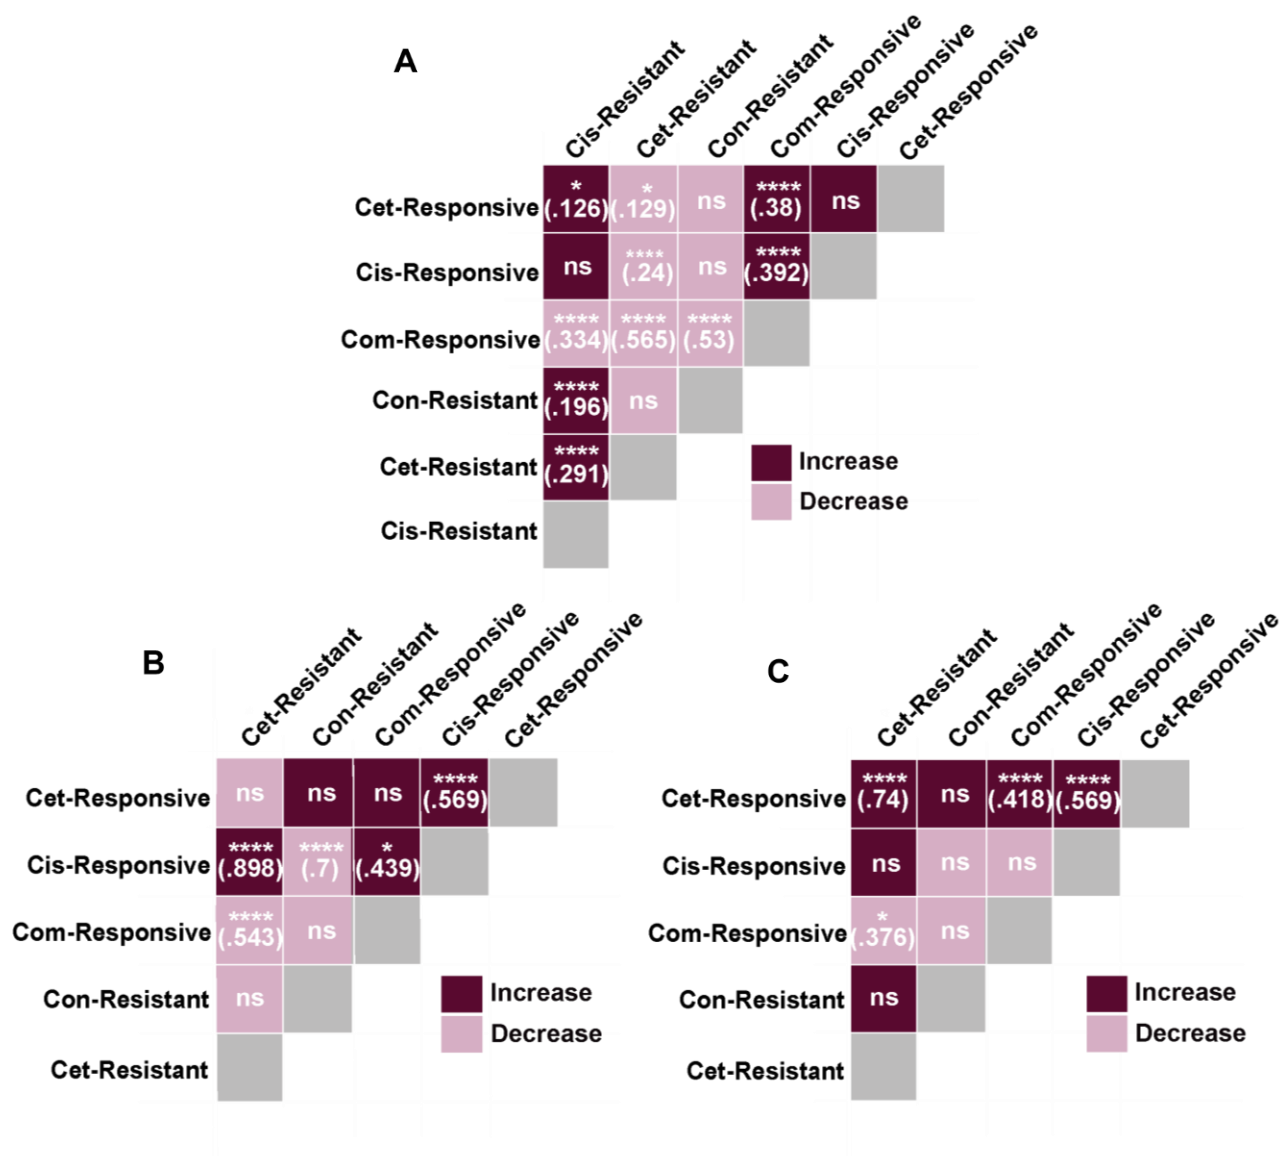 A
Cis-Resistant
Cet-Resistant
Con-Resistant
Com-Responsive
Cis-Responsive
Cet-Responsive
Cet-Responsive
*
(.126)
*
(.129)
ns
****
(.38)
ns
Cis-Responsive
ns
****
(.24)
ns
****
(.392)
Com-Responsive
****
(.334)
****
(.565)
****
(.53)
Con-Resistant
****
(.196)
ns
Cet-Resistant
****
(.291)
Cis-Resistant
Increase
Decrease
B
Cet-Resistant
Con-Resistant
Com-Responsive
Cis-Responsive
Cet-Responsive
Cet-Responsive
ns
ns
ns
****
(.569)
Cis-Responsive
****
(.898)
****
(.7)
*
(.439)
Com-Responsive
****
(.543)
ns
Con-Resistant
ns
Cet-Resistant
Increase
Decrease
C
Cet-Resistant
Con-Resistant
Com-Responsive
Cis-Responsive
Cet-Responsive
Cet-Responsive
****
(.74)
ns
****
(.418)
****
(.569)
Cis-Responsive
ns
ns
ns
Com-Responsive
*
(.376)
ns
Con-Resistant
ns
Cet-Resistant
Increase
Decrease